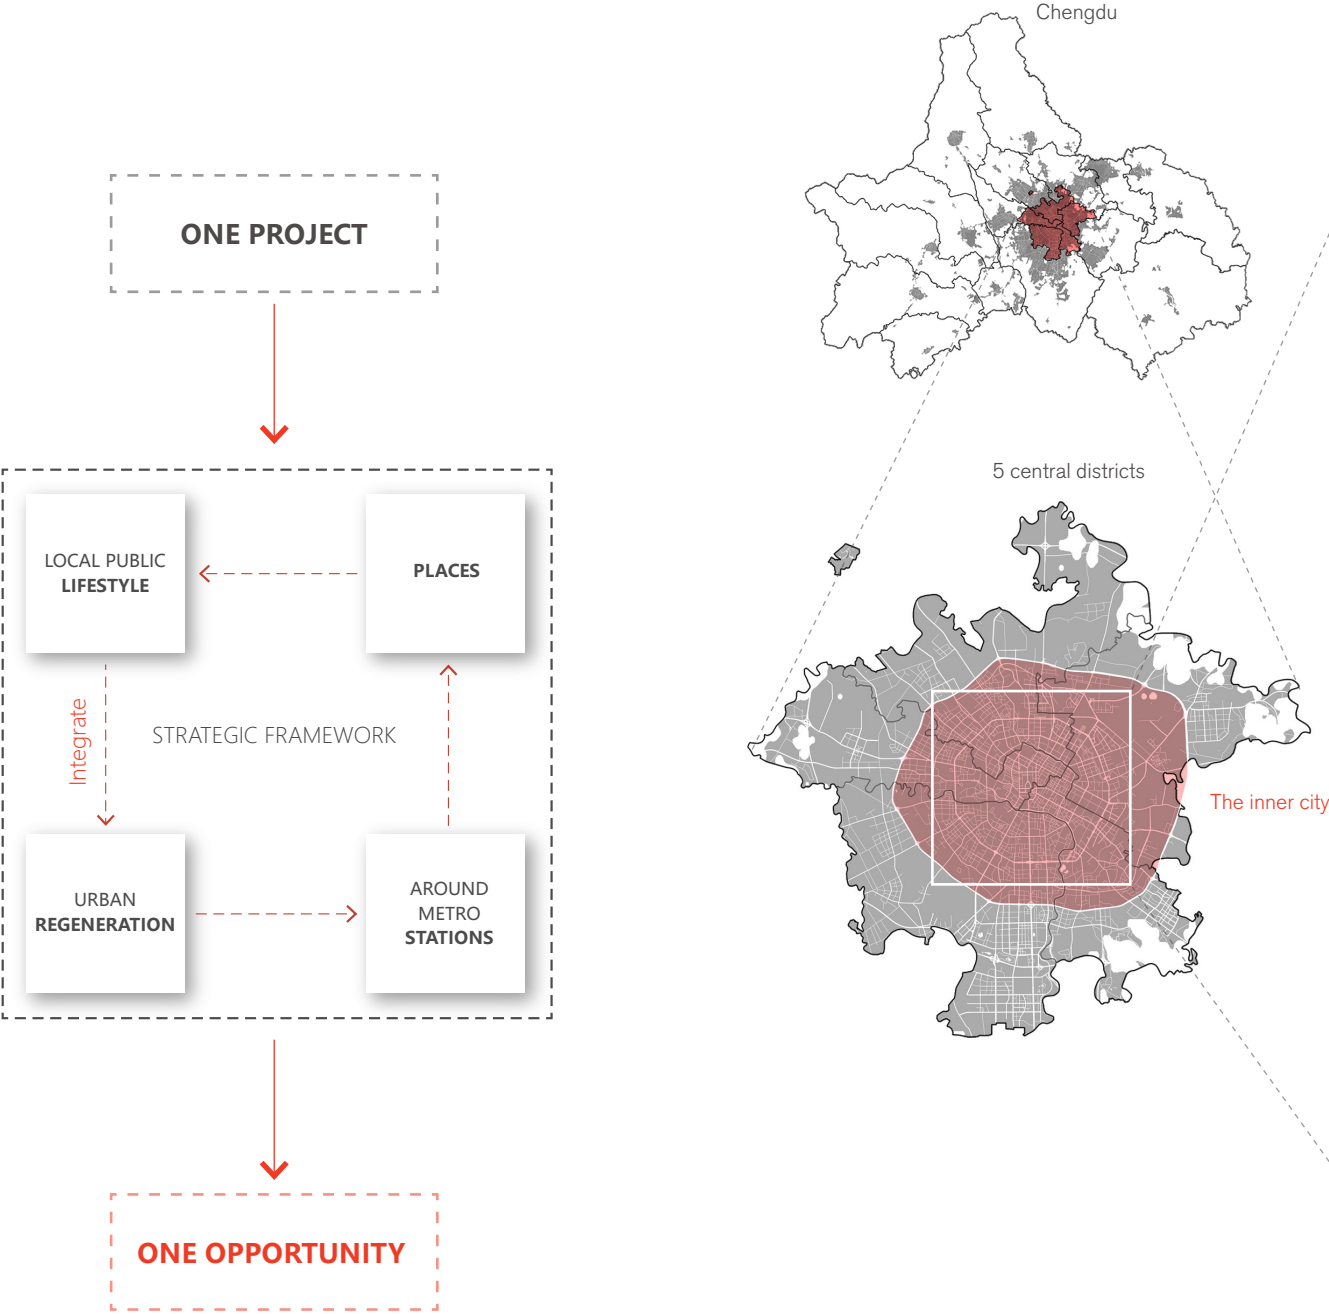 Chengdu
ONE PROJECT
5 central districts
LOCAL PUBLIC
LIFESTYLE
PLACES
Integrate
STRATEGIC FRAMEWORK
The inner city
URBAN
REGENERATION
AROUND
METRO
STATIONS
ONE OPPORTUNITY